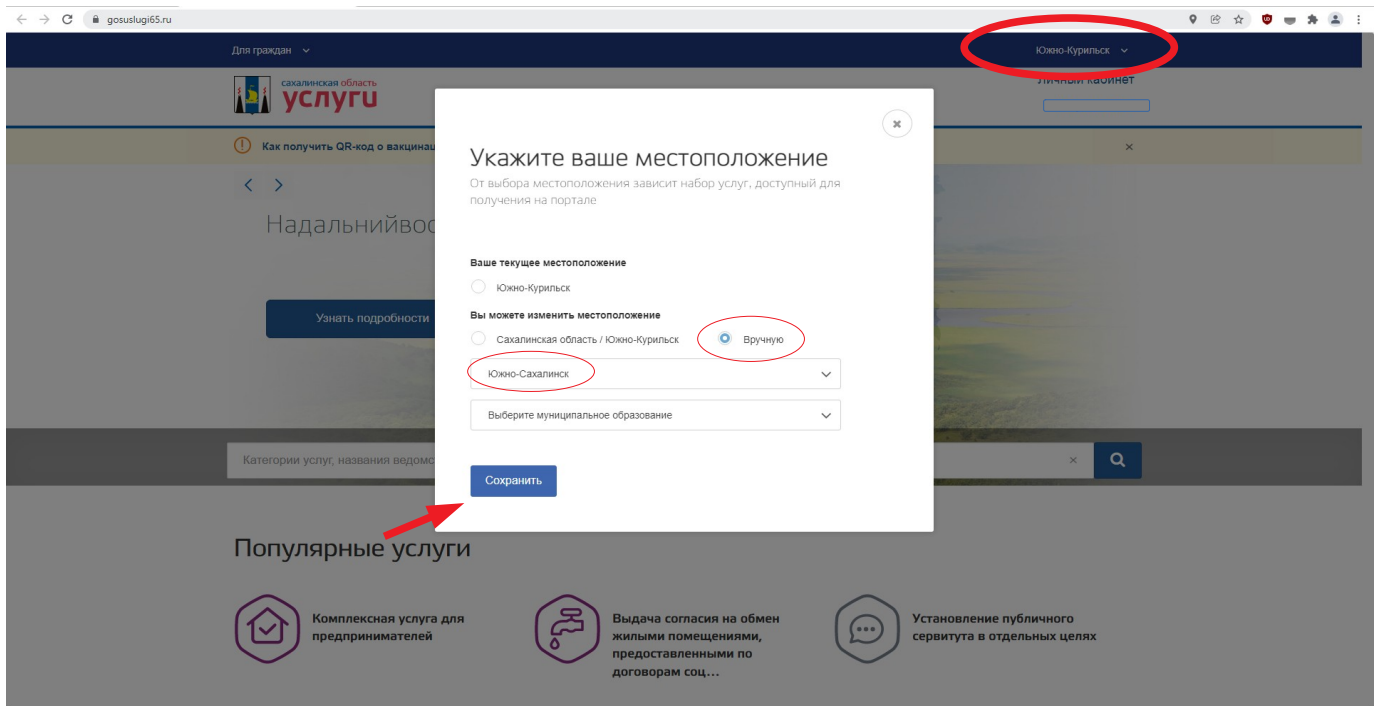 gosuslugi65.ru
Для граждан
Южно-Курильск
сахалинская область
услуги
Личный кабинет
Как получить QR-код о вакцинац
Надальнийвос
Узнать подробности
Укажите ваше местоположение
От выбора местоположения зависит набор услуг, доступный для
получения на портале
Ваше текущее местоположение
Южно-Курильск
Вы можете изменить местоположение
Сахалинская область / Южно-Курильск
Вручную
Южно-Сахалинск
Выберите муниципальное образование
Сохранить
Категории услуг, названия ведомс
Популярные услуги
Комплексная услуга для
предпринимателей
Выдача согласия на обмен
жилыми помещениями,
предоставленными по
договорам соц...
Установление публичного
сервитута в отдельных целях